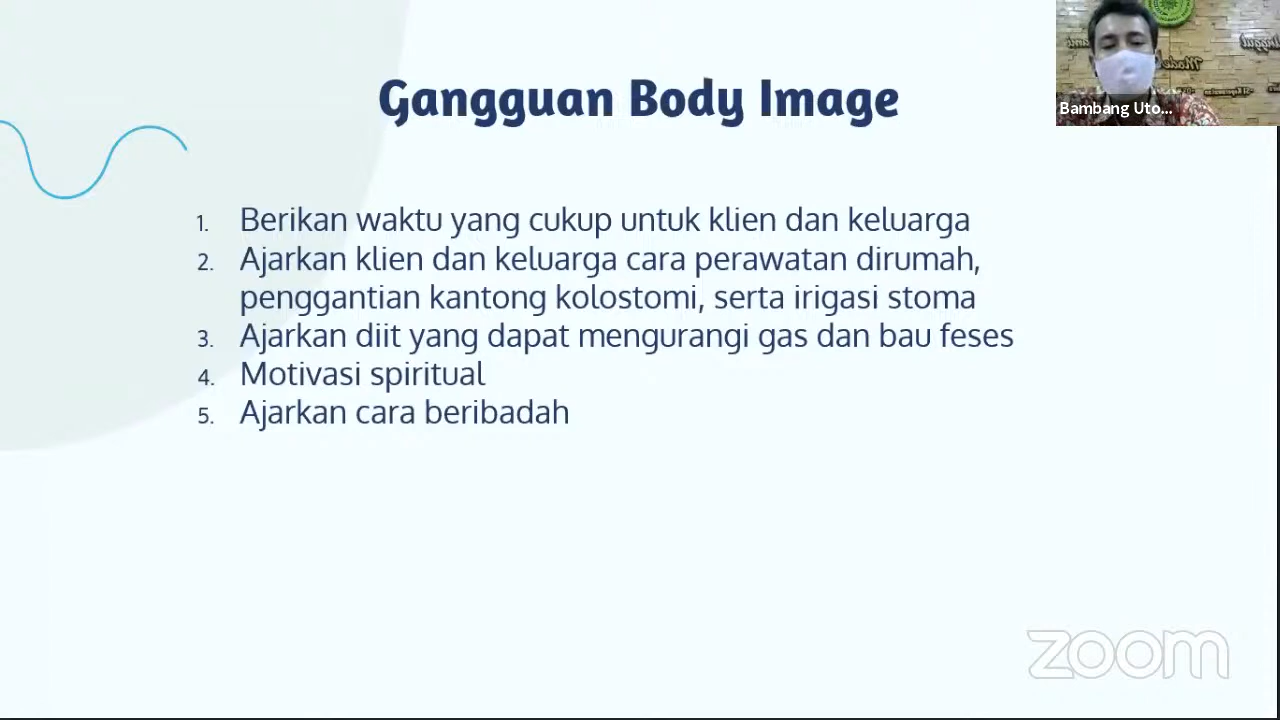 Gangguan Body Image
Bambang Uto...
1. Berikan waktu yang cukup untuk klien dan keluarga
2. Ajarkan klien dan keluarga cara perawatan dirumah,
penggantian kantong kolostomi, serta irigasi stoma
3. Ajarkan diit yang dapat mengurangi gas dan bau feses
4. Motivasi spiritual
5. Ajarkan cara beribadah
zoom